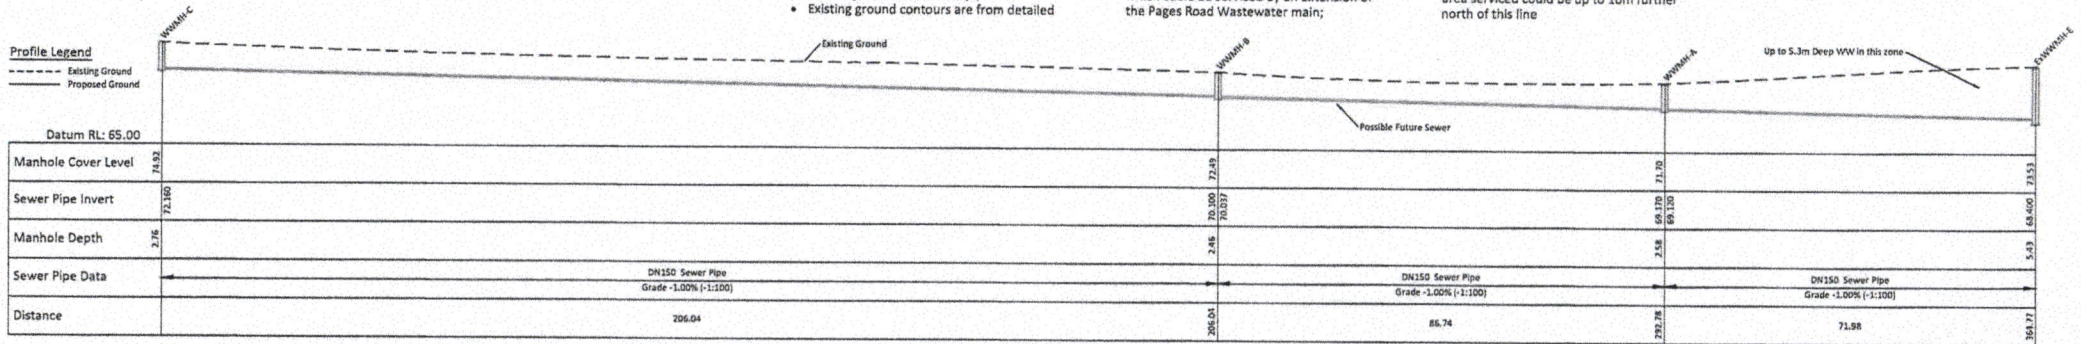 • Existing ground contours are from detailed
the Pages Road Wastewater main;
north of this line
WWMH-C
Profile Legend
Existing Ground
Proposed Ground
Existing Ground
WWMH-B
WWMH-A
Up to 5.3m Deep WW in this zone
ExWWMH-E
Possible Future Sewer
Datum RL: 65.00
Manhole Cover Level 74.92 72.49 71.70 73.53
Sewer Pipe Invert 72.160 70.100 70.037 69.170 69.120 68.400
Manhole Depth 2.76 2.46 2.58 5.43
Sewer Pipe Data DN150 Sewer Pipe DN150 Sewer Pipe DN150 Sewer Pipe
Grade -1.00% (-1:100) Grade -1.00% (-1:100) Grade -1.00% (-1:100)
Distance 206.04 206.04 86.74 292.78 71.98 364.77